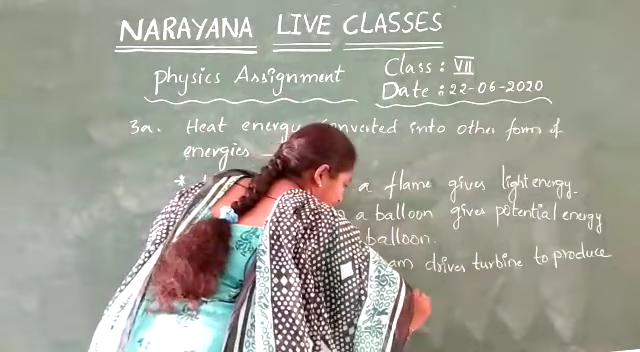 NARAYANA LIVE CLASSES
Physics Assignment
Class : VII
Date : 22-06-2020
3a. Heat energy converted into other form of
energies
* a flame gives light energy.
a balloon gives potential energy
balloon.
drives turbine to produce